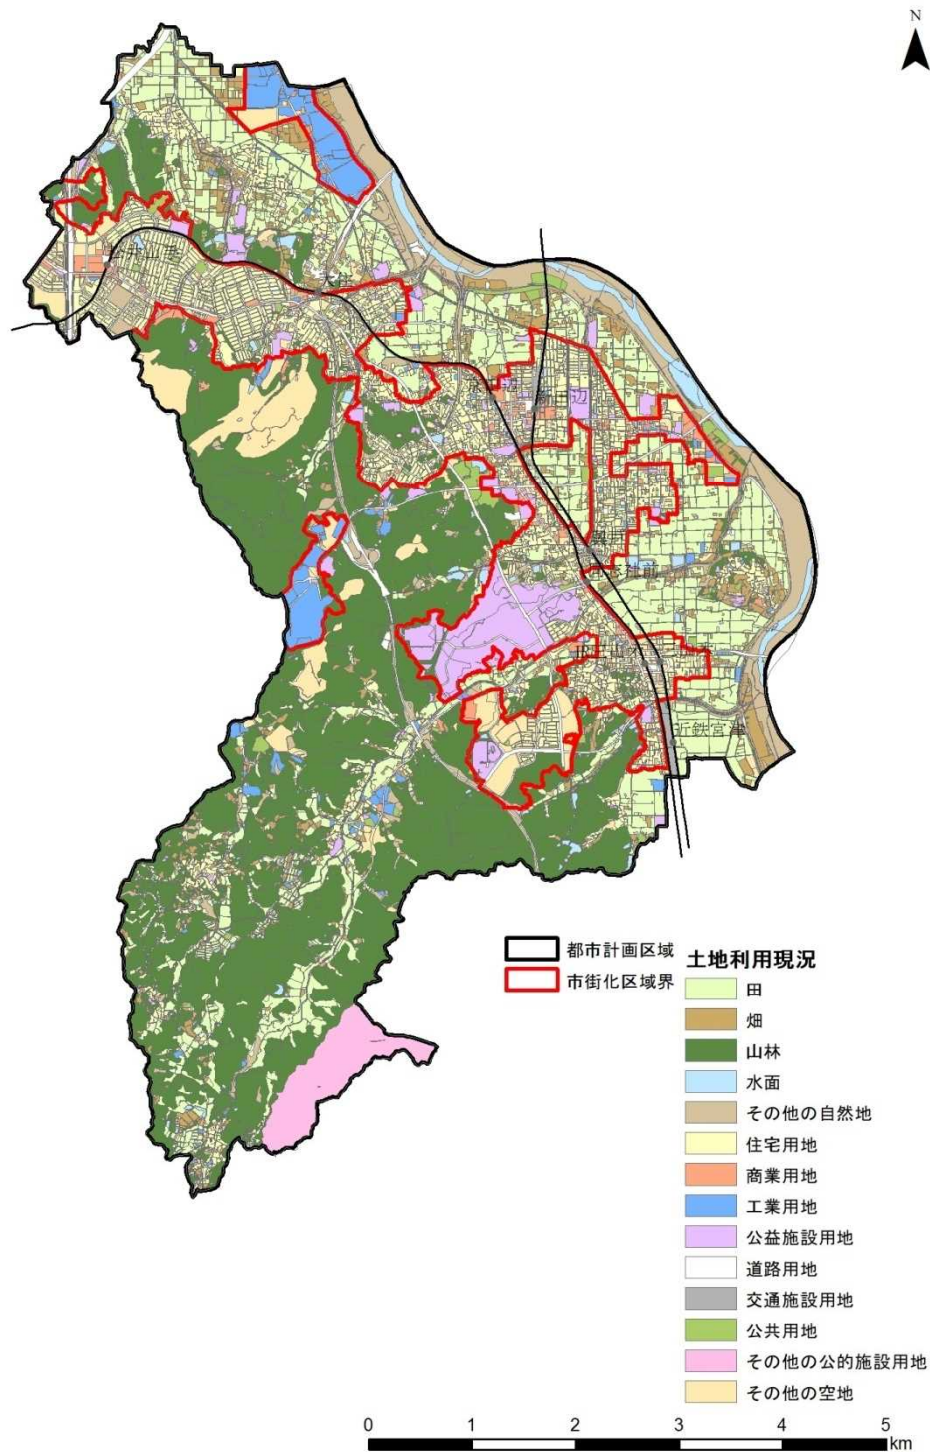 N
新田辺
近鉄宮津
都市計画区域
市街化区域界
土地利用現況
田
畑
山林
水面
その他の自然地
住宅用地
商業用地
工業用地
公益施設用地
道路用地
交通施設用地
公共用地
その他の公的施設用地
その他の空地
0 1 2 3 4 5
km